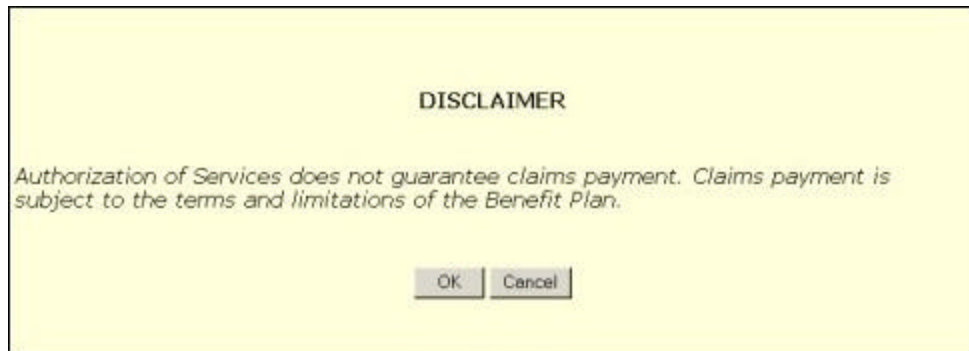 DISCLAIMER
Authorization of Services does not guarantee claims payment. Claims payment is
subject to the terms and limitations of the Benefit Plan.
OK Cancel